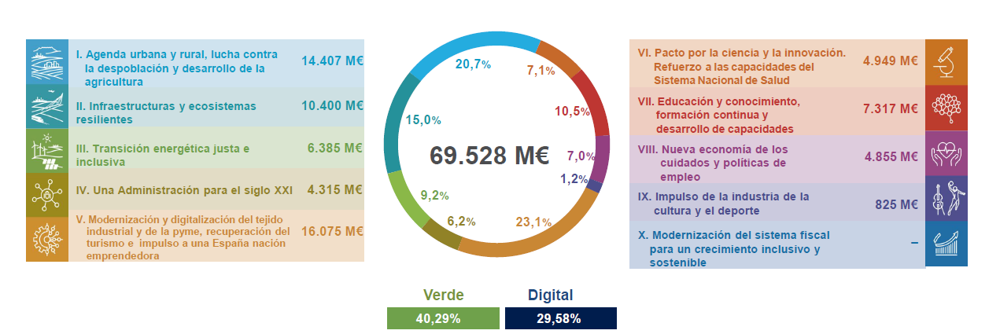 I. Agenda urbana y rural, lucha contra
la despoblación y desarrollo de la
agricultura
14.407 M€
II. Infraestructuras y ecosistemas
resilientes
10.400 M€
III. Transición energética justa e
inclusiva
6.385 M€
IV. Una Administración para el siglo XXI
4.315 M€
V. Modernización y digitalización del tejido
industrial y de la pyme, recuperación del
turismo e impulso a una España nación
emprendedora
16.075 M€
20,7%
7,1%
10,5%
15,0%
69.528 M€
7,0%
1,2%
9,2%
6,2%
23,1%
VI. Pacto por la ciencia y la innovación.
Refuerzo a las capacidades del
Sistema Nacional de Salud
4.949 M€
VII. Educación y conocimiento,
formación continua y
desarrollo de capacidades
7.317 M€
VIII. Nueva economía de los
cuidados y políticas de
empleo
4.855 M€
IX. Impulso de la industria de la
cultura y el deporte
825 M€
X. Modernización del sistema fiscal
para un crecimiento inclusivo y
sostenible
–
Verde
40,29%
Digital
29,58%